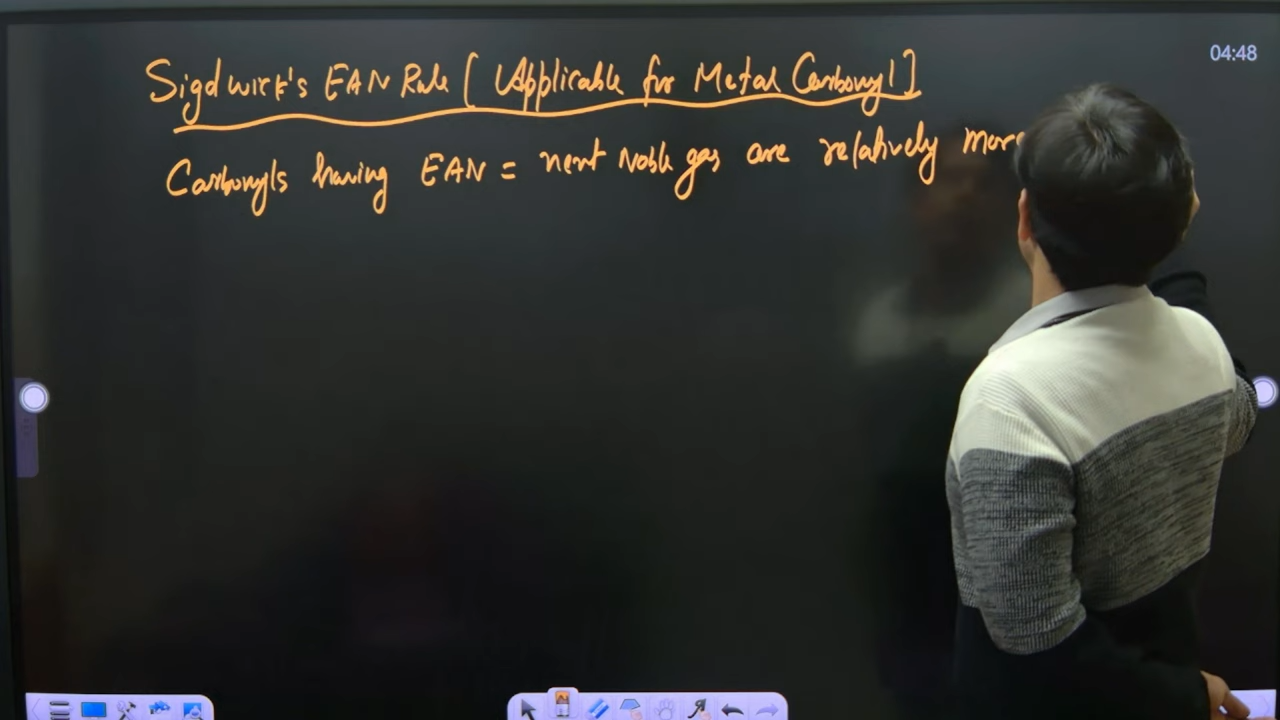 04:48
Sigdwick's EAN Rule [Applicable for Metal Carbonyl]
Carbonyls having EAN = next Noble gas are relatively more